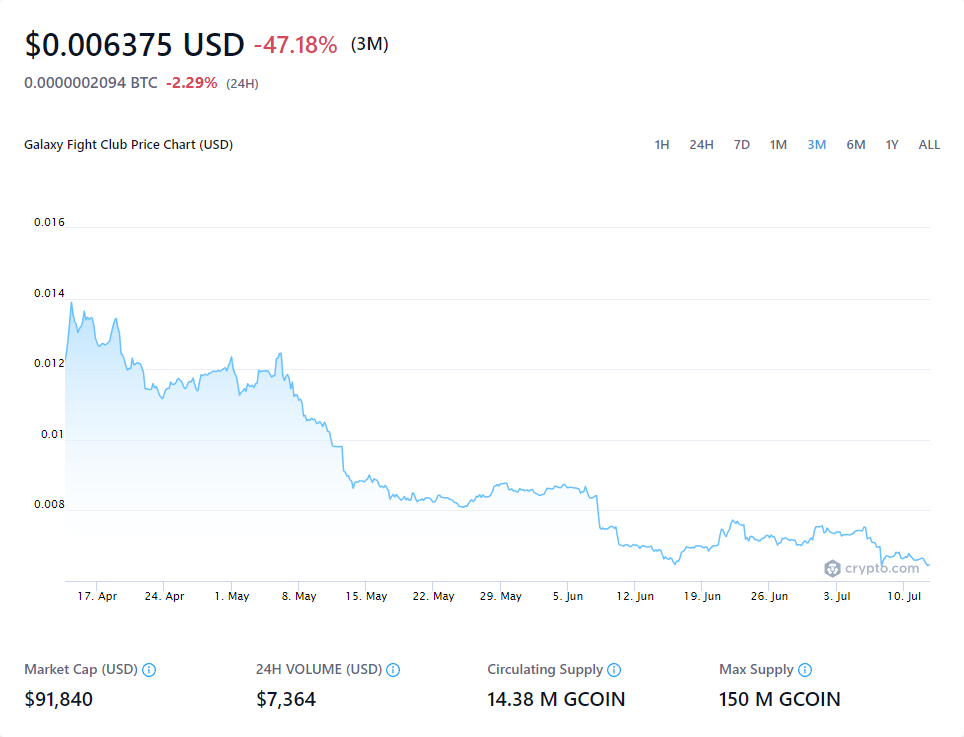 $0.006375 USD -47.18% (3M)
0.0000002094 BTC -2.29% (24H)
Galaxy Fight Club Price Chart (USD) 1H 24H 7D 1M 3M 6M 1Y ALL
0.016
0.014
0.012
0.01
0.008
crypto.com
17. Apr 24. Apr 1. May 8. May 15. May 22. May 29. May 5. Jun 12. Jun 19. Jun 26. Jun 3. Jul 10. Jul
Market Cap (USD) 24H VOLUME (USD) Circulating Supply Max Supply
$91,840 $7,364 14.38 M GCOIN 150 M GCOIN